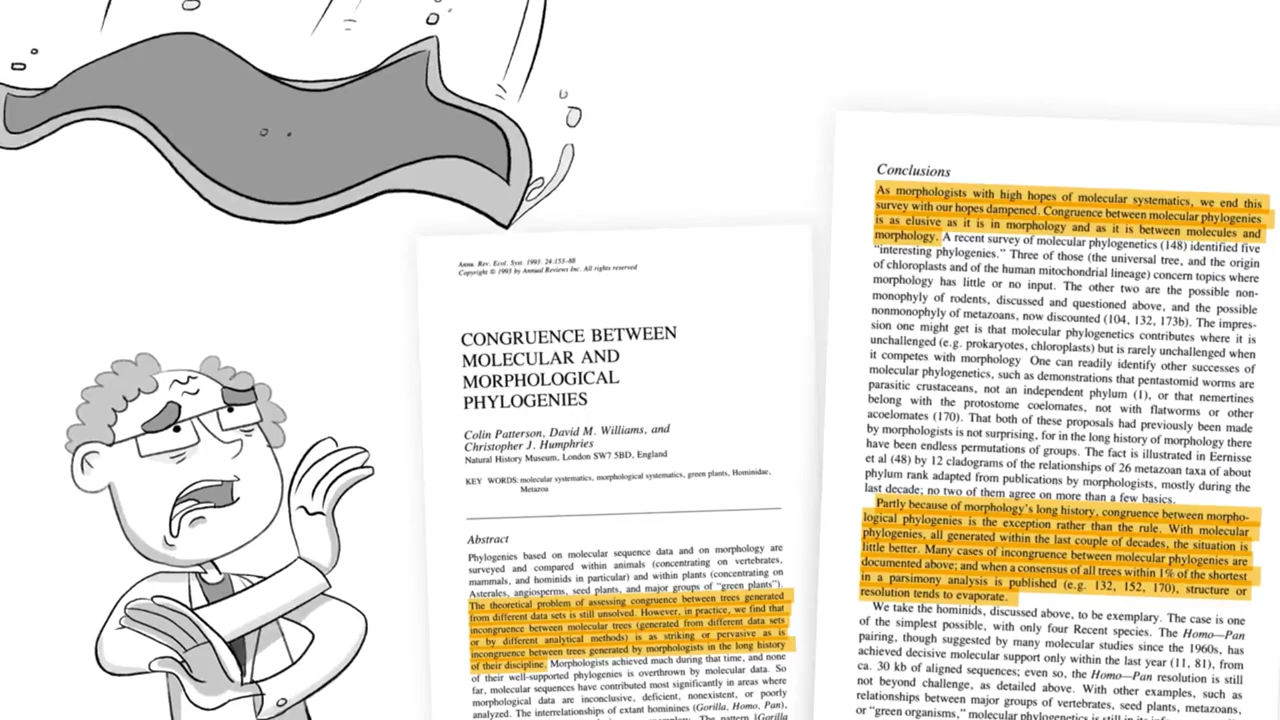 Annu. Rev. Ecol. Syst. 1993. 24:153–88
Copyright © 1993 by Annual Reviews Inc. All rights reserved
CONGRUENCE BETWEEN
MOLECULAR AND
MORPHOLOGICAL
PHYLOGENIES
Colin Patterson, David M. Williams, and
Christopher J. Humphries
Natural History Museum, London SW7 5BD, England
KEY WORDS: molecular systematics, morphological systematics, green plants, Hominidae,
Metazoa
Abstract
Phylogenies based on molecular sequence data and on morphology are
surveyed and compared within animals (concentrating on vertebrates,
mammals, and hominids in particular) and within plants (concentrating on
Asterales, angiosperms, seed plants, and major groups of "green plants").
The theoretical problem of assessing congruence between trees generated
from different data sets is still unsolved. However, in practice, we find that
incongruence between molecular trees (generated from different data sets
or by different analytical methods) is as striking or pervasive as is
incongruence between trees generated by morphologists in the long history
of their discipline. Morphologists achieved much during that time, and none
of their well-supported phylogenies is overthrown by molecular data. So
far, molecular sequences have contributed most significantly in areas where
morphological data are inconclusive, deficient, nonexistent, or poorly
analyzed. The interrelationships of extant hominines (Gorilla, Homo, Pan),
Conclusions
As morphologists with high hopes of molecular systematics, we end this
survey with our hopes dampened. Congruence between molecular phylogenies
is as elusive as it is in morphology and as it is between molecules and
morphology. A recent survey of molecular phylogenetics (148) identified five
"interesting phylogenies." Three of those (the universal tree, and the origin
of chloroplasts and of the human mitochondrial lineage) concern topics where
morphology has little or no input. The other two are the possible non-
monophyly of rodents, discussed and questioned above, and the possible
nonmonophyly of metazoans, now discounted (104, 132, 173b). The impres-
sion one might get is that molecular phylogenetics contributes where it is
unchallenged (e.g. prokaryotes, chloroplasts) but is rarely unchallenged when
it competes with morphology One can readily identify other successes of
molecular phylogenetics, such as demonstrations that pentastomid worms are
parasitic crustaceans, not an independent phylum (1), or that nemertines
belong with the protostome coelomates, not with flatworms or other
acoelomates (170). That both of these proposals had previously been made
by morphologists is not surprising, for in the long history of morphology there
have been endless permutations of groups. The fact is illustrated in Eernisse
et al (48) by 12 cladograms of the relationships of 26 metazoan taxa of about
phylum rank adapted from publications by morphologists, mostly during the
last decade; no two of them agree on more than a few basics.
Partly because of morphology's long history, congruence between morpho-
logical phylogenies is the exception rather than the rule. With molecular
phylogenies, all generated within the last couple of decades, the situation is
little better. Many cases of incongruence between molecular phylogenies are
documented above; and when a consensus of all trees within 1% of the shortest
in a parsimony analysis is published (e.g. 132, 152, 170), structure or
resolution tends to evaporate.
We take the hominids, discussed above, to be exemplary. The case is one
of the simplest possible, with only four Recent species. The Homo—Pan
pairing, though suggested by many molecular studies since the 1960s, has
achieved decisive molecular support only within the last year (11, 81), from
ca. 30 kb of aligned sequences; even so, the Homo—Pan resolution is still
not beyond challenge, as detailed above. With other examples, such as
relationships between major groups of vertebrates, seed plants, metazoans,
or "green organisms," molecular phylogenetics is still in its